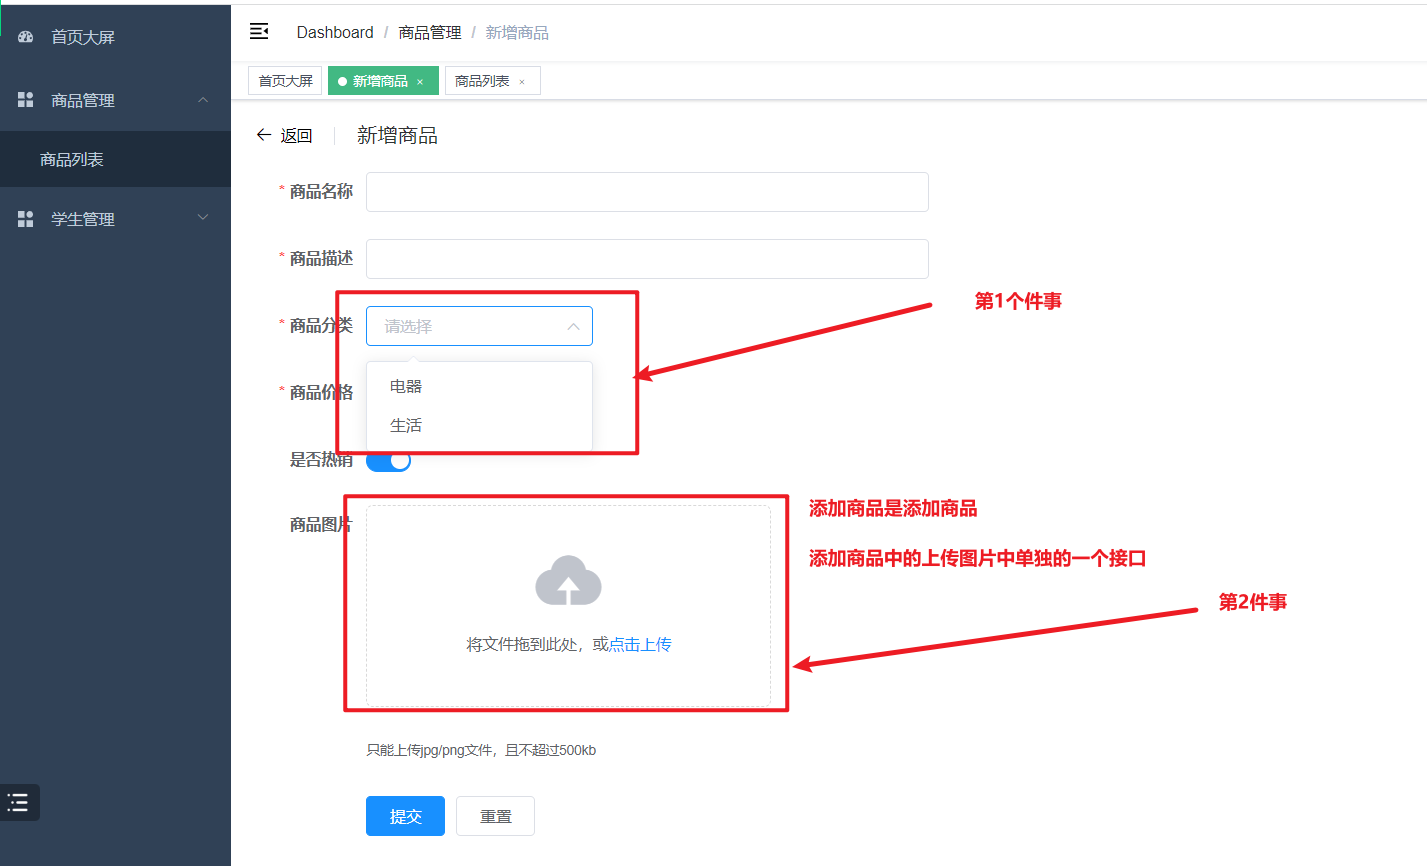 首页大屏
商品管理
商品列表
学生管理
Dashboard / 商品管理 / 新增商品
首页大屏 新增商品 × 商品列表 ×
返回 新增商品
* 商品名称
* 商品描述
* 商品分类 请选择
第1个件事
电器
* 商品价格
生活
是否热销
商品图片
添加商品是添加商品
添加商品中的上传图片中单独的一个接口
第2件事
将文件拖到此处，或点击上传
只能上传jpg/png文件，且不超过500kb
提交 重置